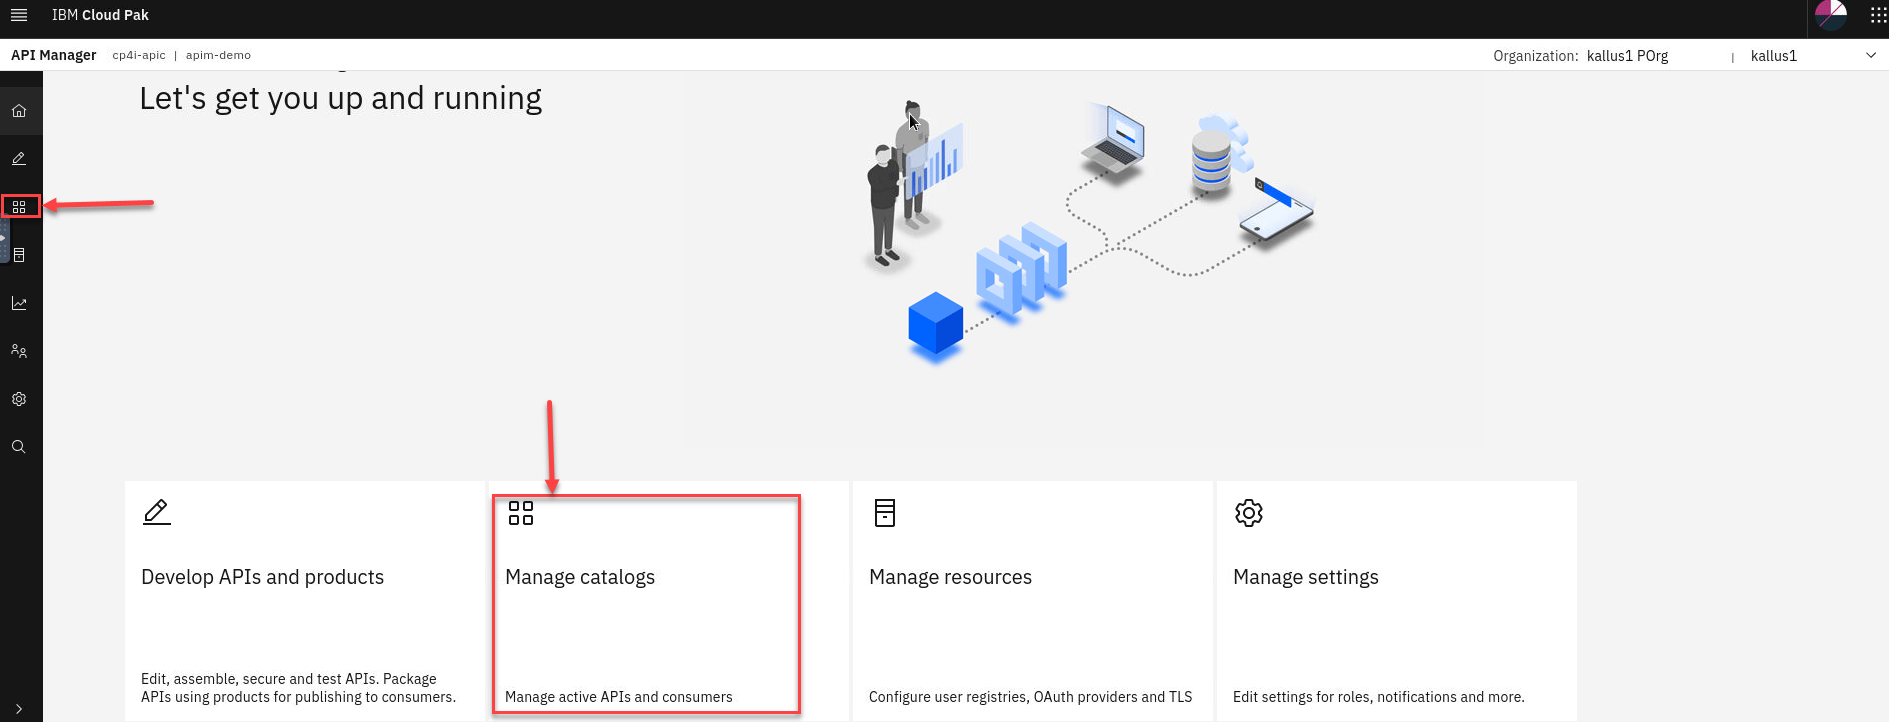 IBM Cloud Pak
API Manager cp4i-apic | apim-demo Organization: kallus1 POrg | kallus1
Let's get you up and running
Develop APIs and products
Edit, assemble, secure and test APIs. Package
APIs using products for publishing to consumers.
Manage catalogs
Manage active APIs and consumers
Manage resources
Configure user registries, OAuth providers and TLS
Manage settings
Edit settings for roles, notifications and more.